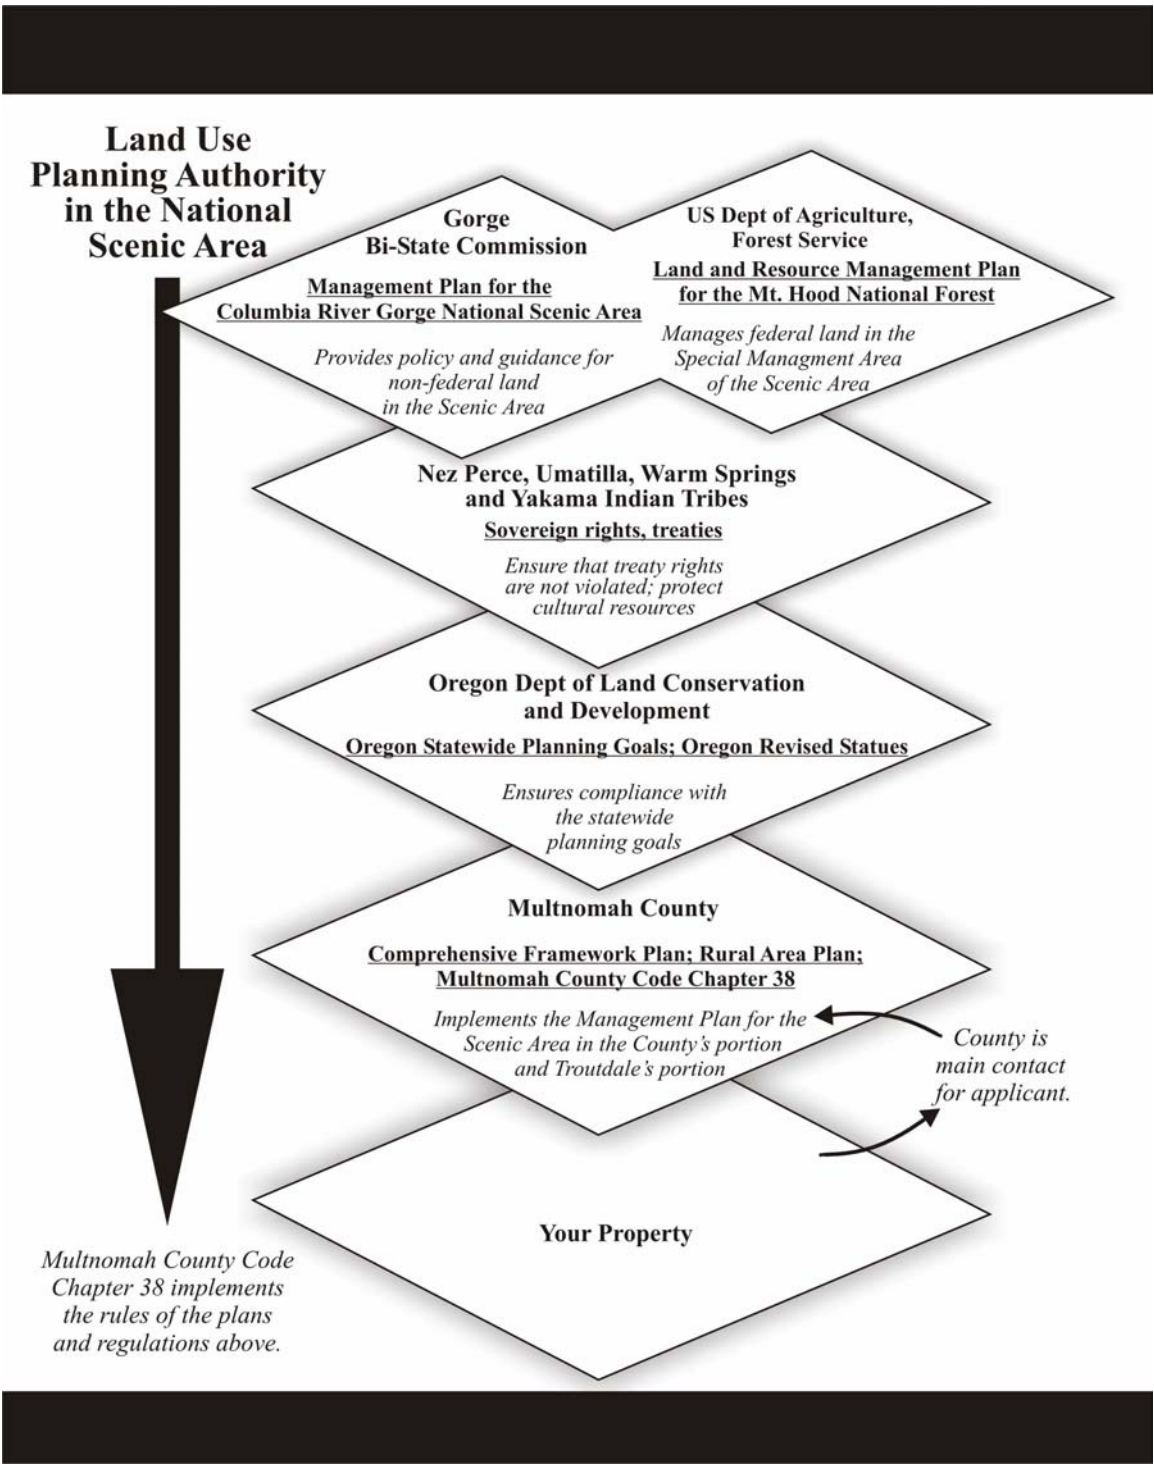 Land Use
Planning Authority
in the National
Scenic Area
Gorge
Bi-State Commission
Management Plan for the
Columbia River Gorge National Scenic Area
Provides policy and guidance for
non-federal land
in the Scenic Area
US Dept of Agriculture,
Forest Service
Land and Resource Management Plan
for the Mt. Hood National Forest
Manages federal land in the
Special Managment Area
of the Scenic Area
Nez Perce, Umatilla, Warm Springs
and Yakama Indian Tribes
Sovereign rights, treaties
Ensure that treaty rights
are not violated; protect
cultural resources
Oregon Dept of Land Conservation
and Development
Oregon Statewide Planning Goals; Oregon Revised Statues
Ensures compliance with
the statewide
planning goals
Multnomah County
Comprehensive Framework Plan; Rural Area Plan;
Multnomah County Code Chapter 38
Implements the Management Plan for the
Scenic Area in the County's portion
and Troutdale's portion
County is
main contact
for applicant.
Your Property
Multnomah County Code
Chapter 38 implements
the rules of the plans
and regulations above.